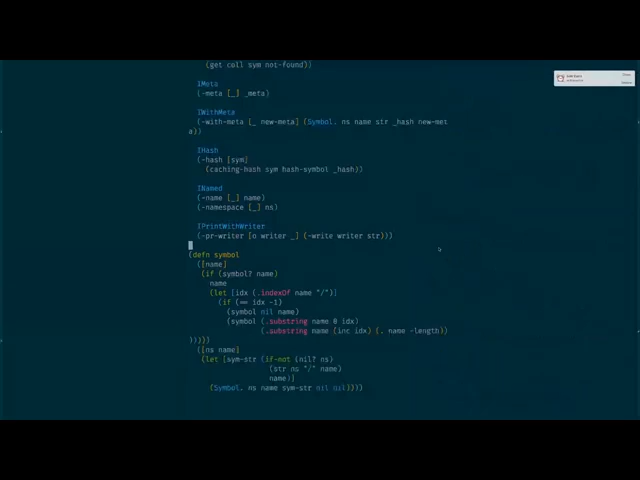 (get coll sym not-found))
IMeta
(-meta [_] _meta)
IWithMeta
(-with-meta [_ new-meta] (Symbol. ns name str _hash new-met
a))
IHash
(-hash [sym]
(caching-hash sym hash-symbol _hash))
INamed
(-name [_] name)
(-namespace [_] ns)
IPrintWithWriter
(-pr-writer [o writer _] (-write writer str)))
(defn symbol
([name]
(if (symbol? name)
name
(let [idx (.indexOf name "/")]
(if (== idx -1)
(symbol nil name)
(symbol (.substring name 0 idx)
(.substring name (inc idx) (. name -length))
)))))
([ns name]
(let [sym-str (if-not (nil? ns)
(str ns "/" name)
name)]
(Symbol. ns name sym-str nil nil))))